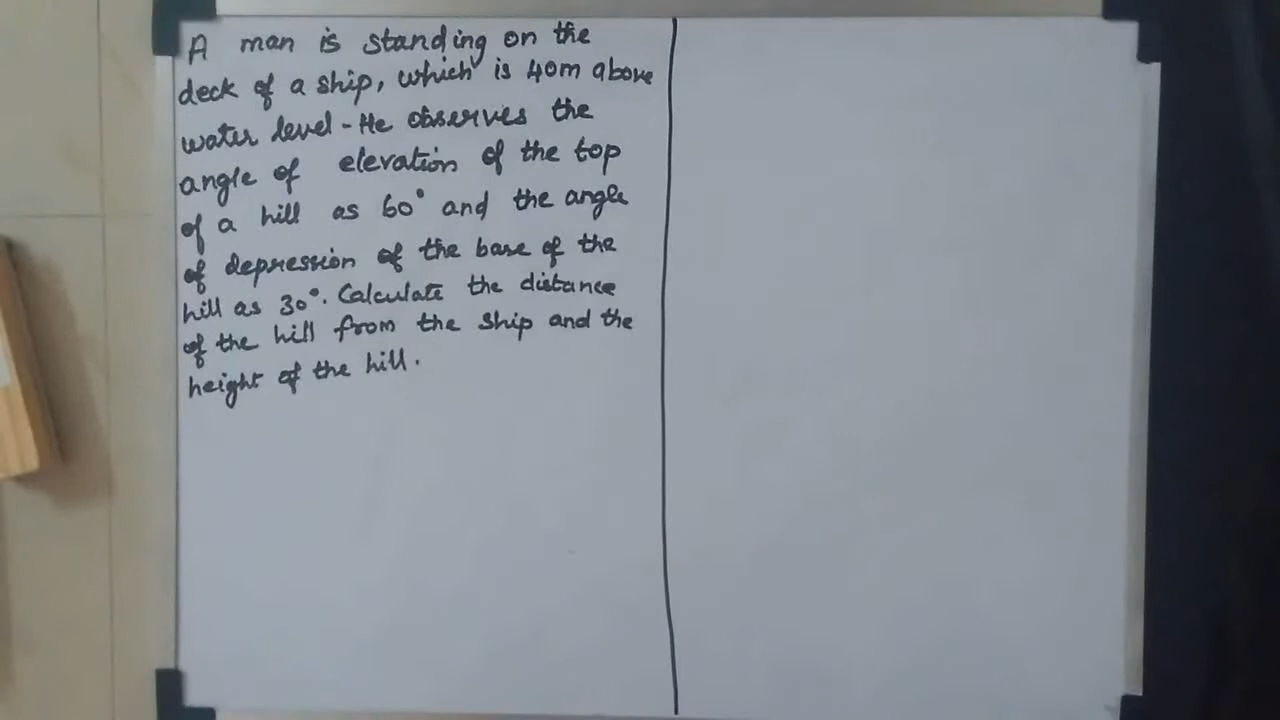 A man is standing on the
deck of a ship, which is 40m above
water level - He observes the
angle of elevation of the top
of a hill as 60° and the angle
of depression of the base of the
hill as 30°. Calculate the distance
of the hill from the ship and the
height of the hill.